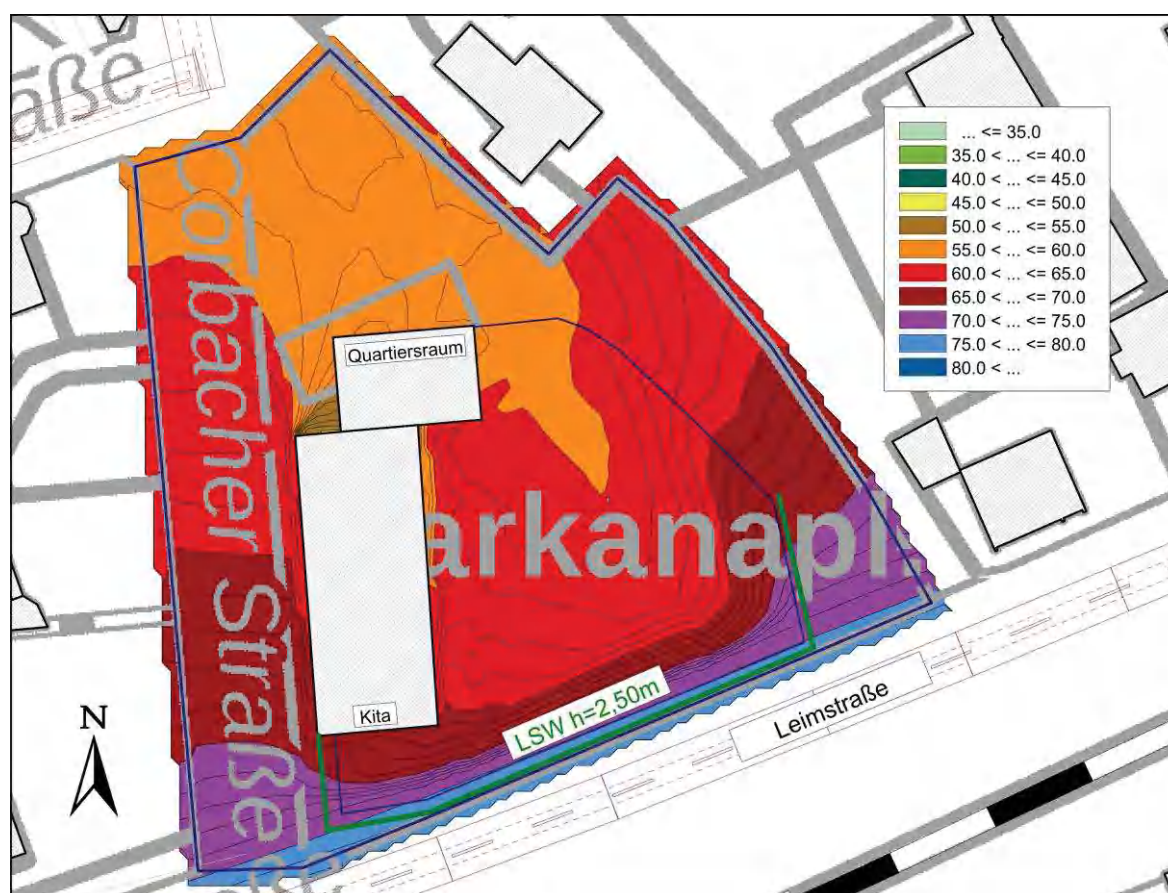 aße
Corbacher Straße
... <= 35.0
35.0 < ... <= 40.0
40.0 < ... <= 45.0
45.0 < ... <= 50.0
50.0 < ... <= 55.0
55.0 < ... <= 60.0
60.0 < ... <= 65.0
65.0 < ... <= 70.0
70.0 < ... <= 75.0
75.0 < ... <= 80.0
80.0 < ...
Quartiersraum
arkanapl
Kita
LSW h=2,50m
Leimstraße
N